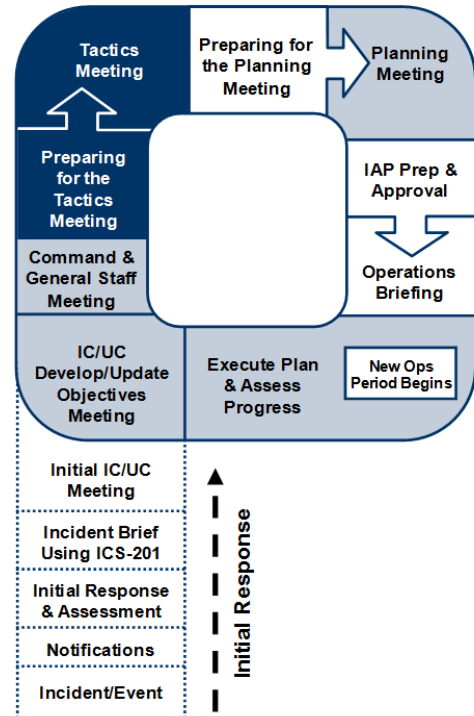 Tactics
Meeting
Preparing for
the Planning
Meeting
Planning
Meeting
Preparing
for the
Tactics
Meeting
IAP Prep &
Approval
Command &
General Staff
Meeting
Operations
Briefing
IC/UC
Develop/Update
Objectives
Meeting
Execute Plan
& Assess
Progress
New Ops
Period Begins
Initial IC/UC
Meeting
Incident Brief
Using ICS-201
Initial Response
& Assessment
Notifications
Incident/Event
Initial Response